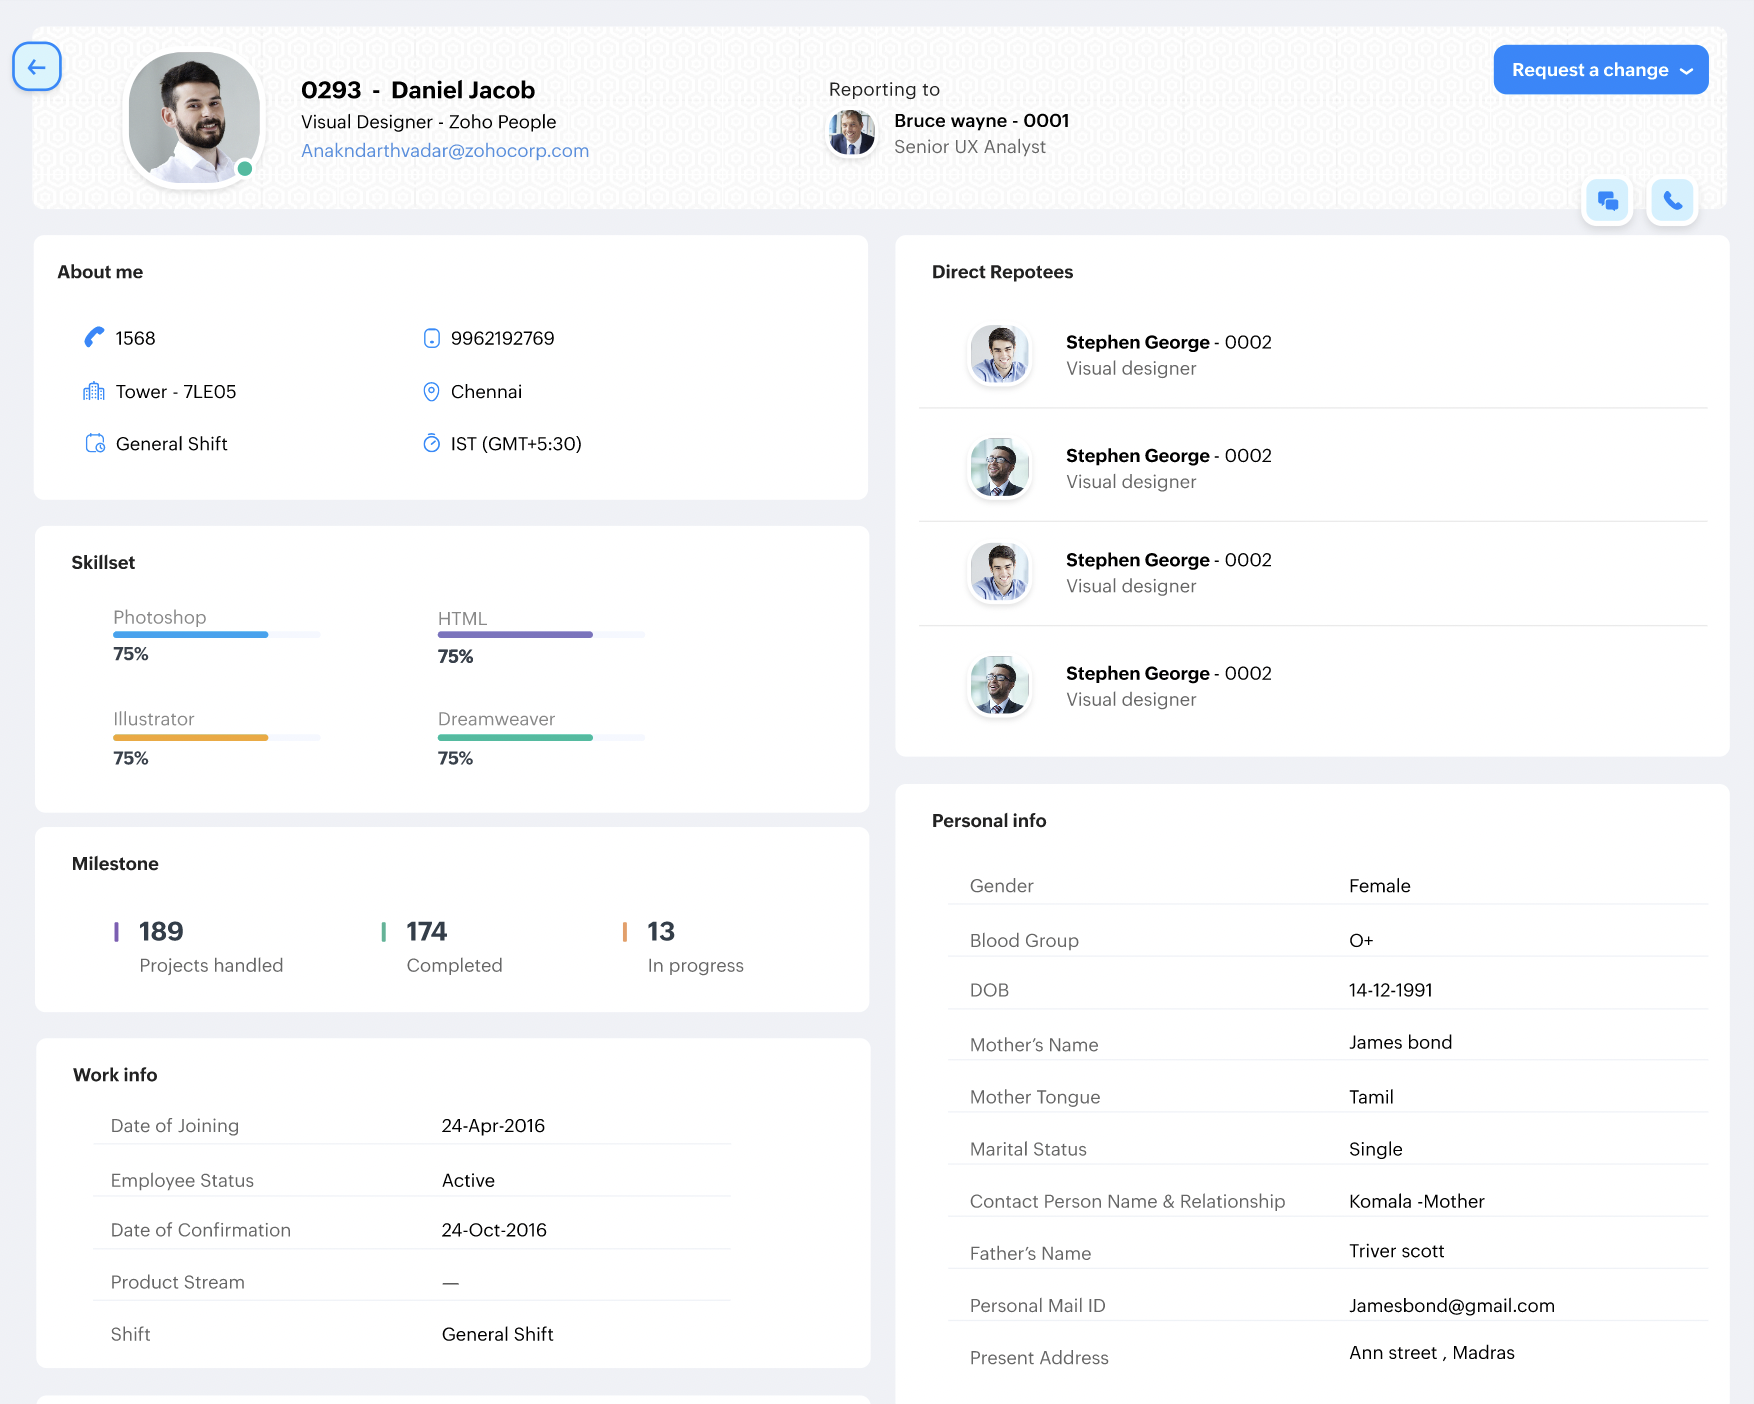 0293 - Daniel Jacob
Visual Designer - Zoho People
Anakndarthvadar@zohocorp.com
Reporting to
Bruce wayne - 0001
Senior UX Analyst
Request a change
About me
1568
9962192769
Tower - 7LE05
Chennai
General Shift
IST (GMT+5:30)
Skillset
Photoshop
75%
HTML
75%
Illustrator
75%
Dreamweaver
75%
Milestone
189
Projects handled
174
Completed
13
In progress
Work info
Date of Joining 24-Apr-2016
Employee Status Active
Date of Confirmation 24-Oct-2016
Product Stream —
Shift General Shift
Direct Repotees
Stephen George - 0002
Visual designer
Stephen George - 0002
Visual designer
Stephen George - 0002
Visual designer
Stephen George - 0002
Visual designer
Personal info
Gender Female
Blood Group O+
DOB 14-12-1991
Mother’s Name James bond
Mother Tongue Tamil
Marital Status Single
Contact Person Name & Relationship Komala -Mother
Father’s Name Triver scott
Personal Mail ID Jamesbond@gmail.com
Present Address Ann street , Madras